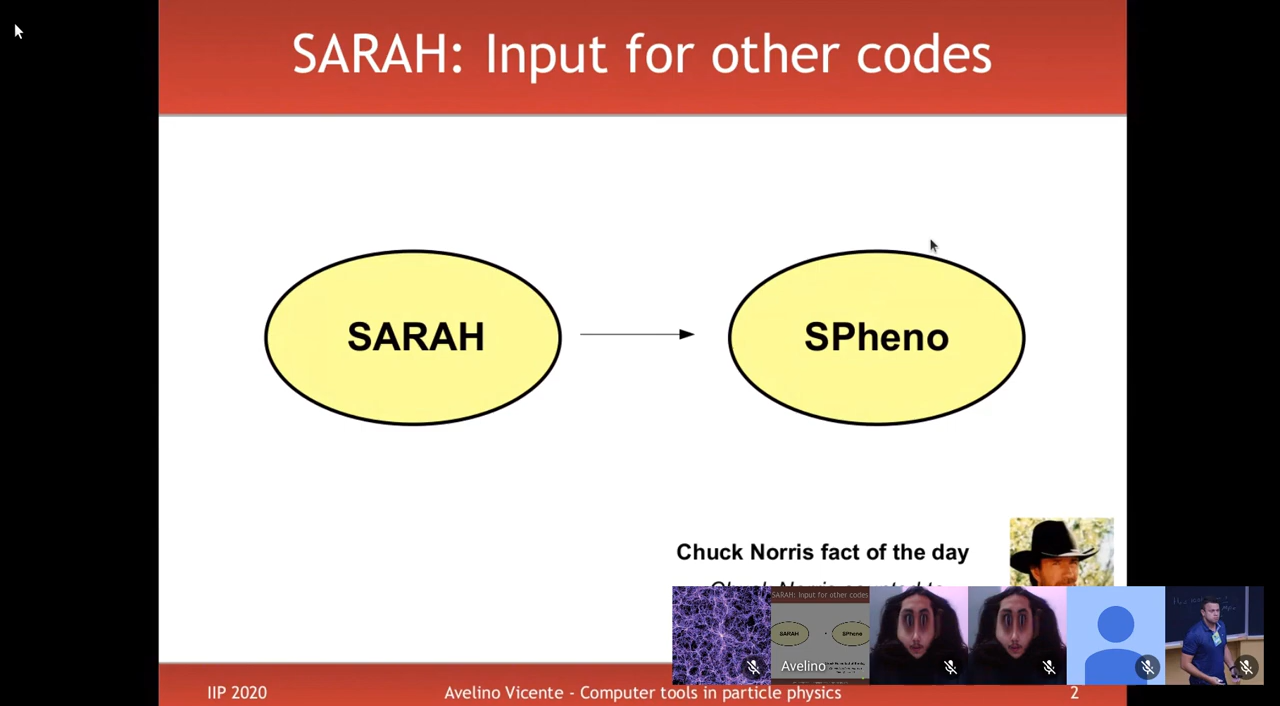 SARAH: Input for other codes
SARAH
SPheno
Chuck Norris fact of the day
SARAH: Input for other codes
SARAH
SPheno
Avelino
IIP 2020
Avelino Vicente - Computer tools in particle physics
2